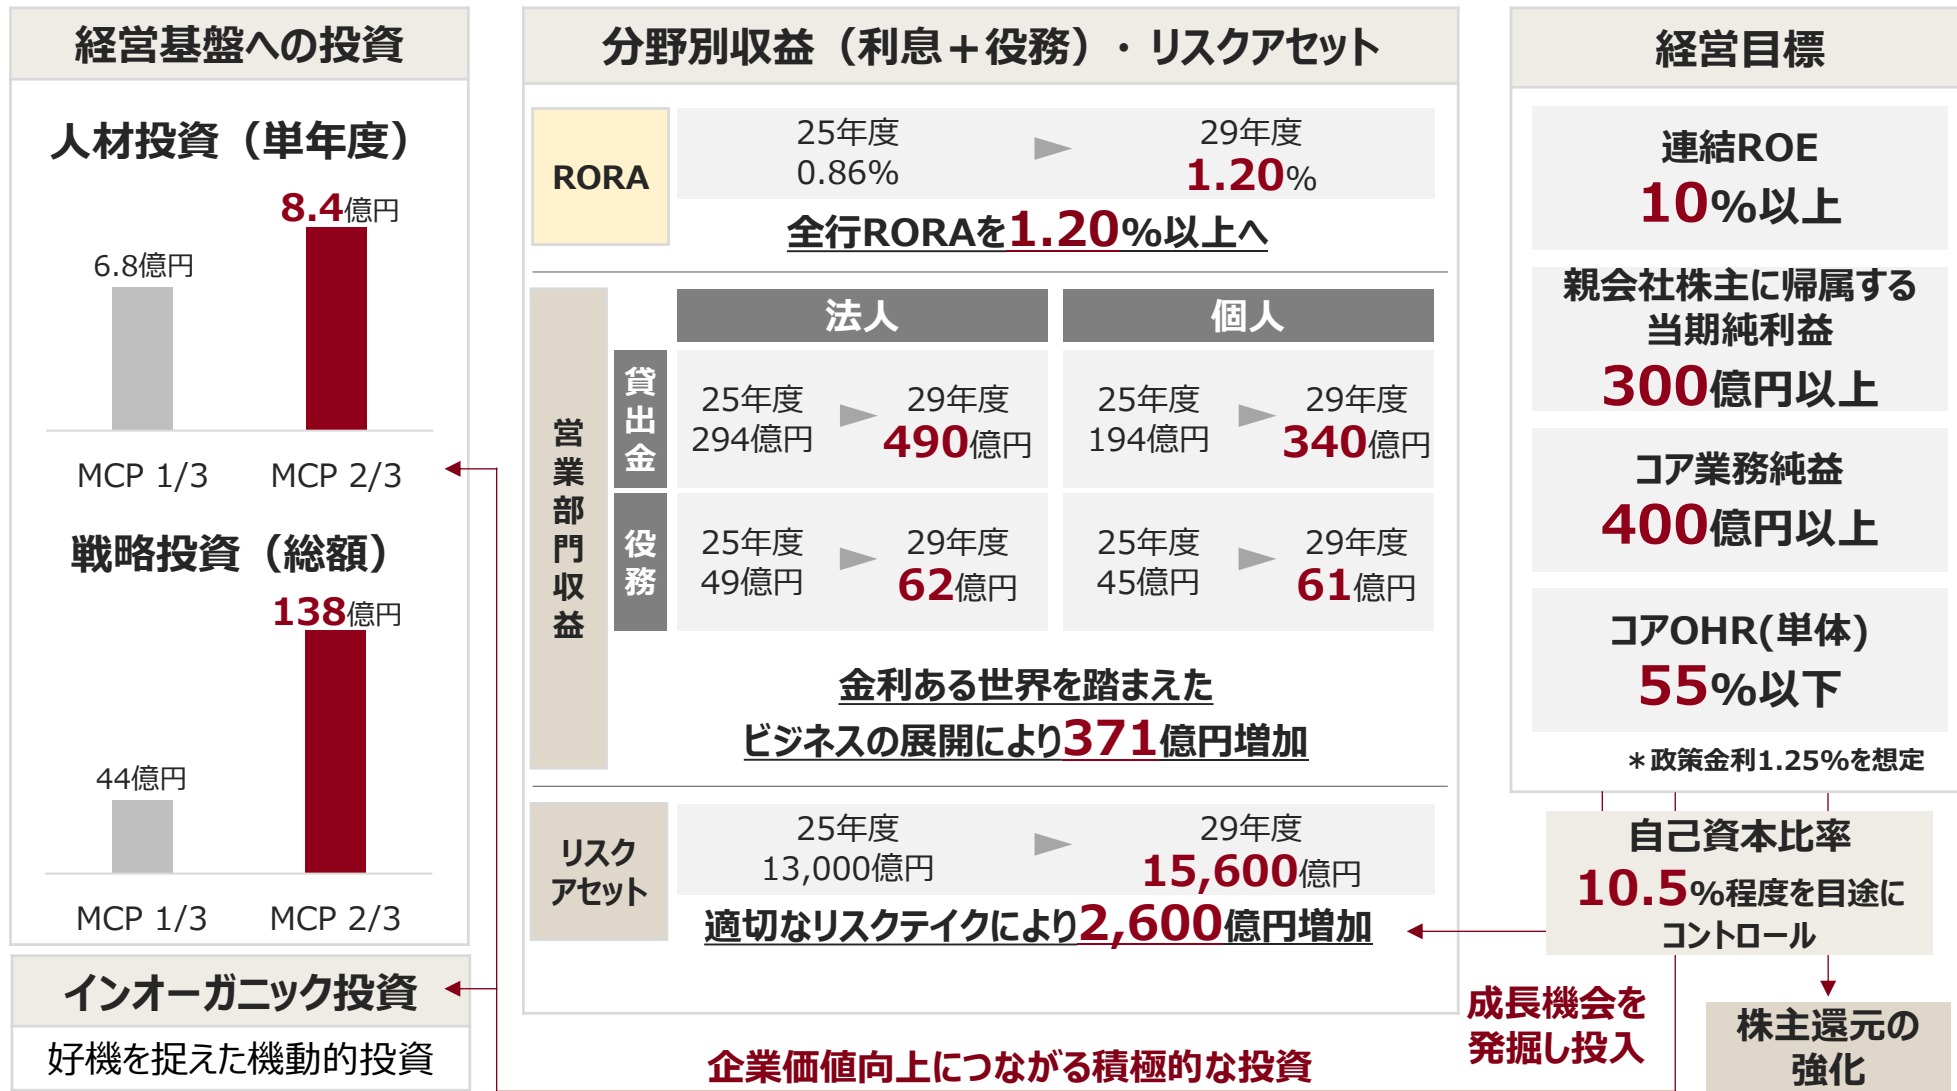 経営基盤への投資
人材投資（単年度）
8.4億円
6.8億円
MCP 1/3
MCP 2/3
戦略投資（総額）
138億円
44億円
MCP 1/3
MCP 2/3
インオーガニック投資
好機を捉えた機動的投資
分野別収益（利息＋役務）・リスクアセット
RORA
25年度
0.86%
29年度
1.20%
全行RORAを1.20%以上へ
営業部門収益
法人
個人
貸出金
25年度
294億円
29年度
490億円
25年度
194億円
29年度
340億円
役務
25年度
49億円
29年度
62億円
25年度
45億円
29年度
61億円
金利ある世界を踏まえた
ビジネスの展開により371億円増加
リスク
アセット
25年度
13,000億円
29年度
15,600億円
適切なリスクテイクにより2,600億円増加
企業価値向上につながる積極的な投資
経営目標
連結ROE
10%以上
親会社株主に帰属する
当期純利益
300億円以上
コア業務純益
400億円以上
コアOHR(単体)
55%以下
＊政策金利1.25%を想定
自己資本比率
10.5%程度を目途に
コントロール
成長機会を
発掘し投入
株主還元の
強化